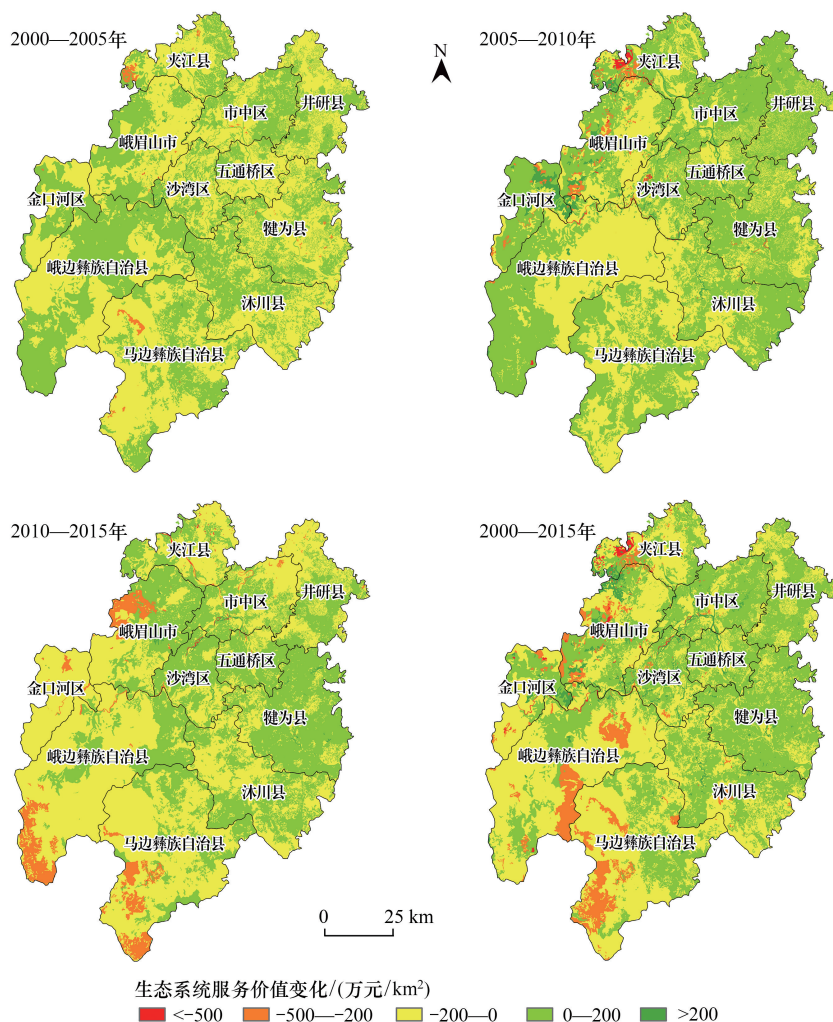 2000—2005年
夹江县
井研县
市中区
峨眉山市
五通桥区
沙湾区
金口河区
犍为县
峨边彝族自治县
沐川县
马边彝族自治县
N
2005—2010年
夹江县
井研县
市中区
峨眉山市
五通桥区
沙湾区
金口河区
犍为县
峨边彝族自治县
沐川县
马边彝族自治县
2010—2015年
夹江县
井研县
市中区
峨眉山市
五通桥区
沙湾区
金口河区
犍为县
峨边彝族自治县
沐川县
马边彝族自治县
2000—2015年
夹江县
井研县
市中区
峨眉山市
五通桥区
沙湾区
金口河区
犍为县
峨边彝族自治县
沐川县
马边彝族自治县
0 25 km
生态系统服务价值变化/(万元/km²)
<-500 -500—-200 -200—0 0—200 >200